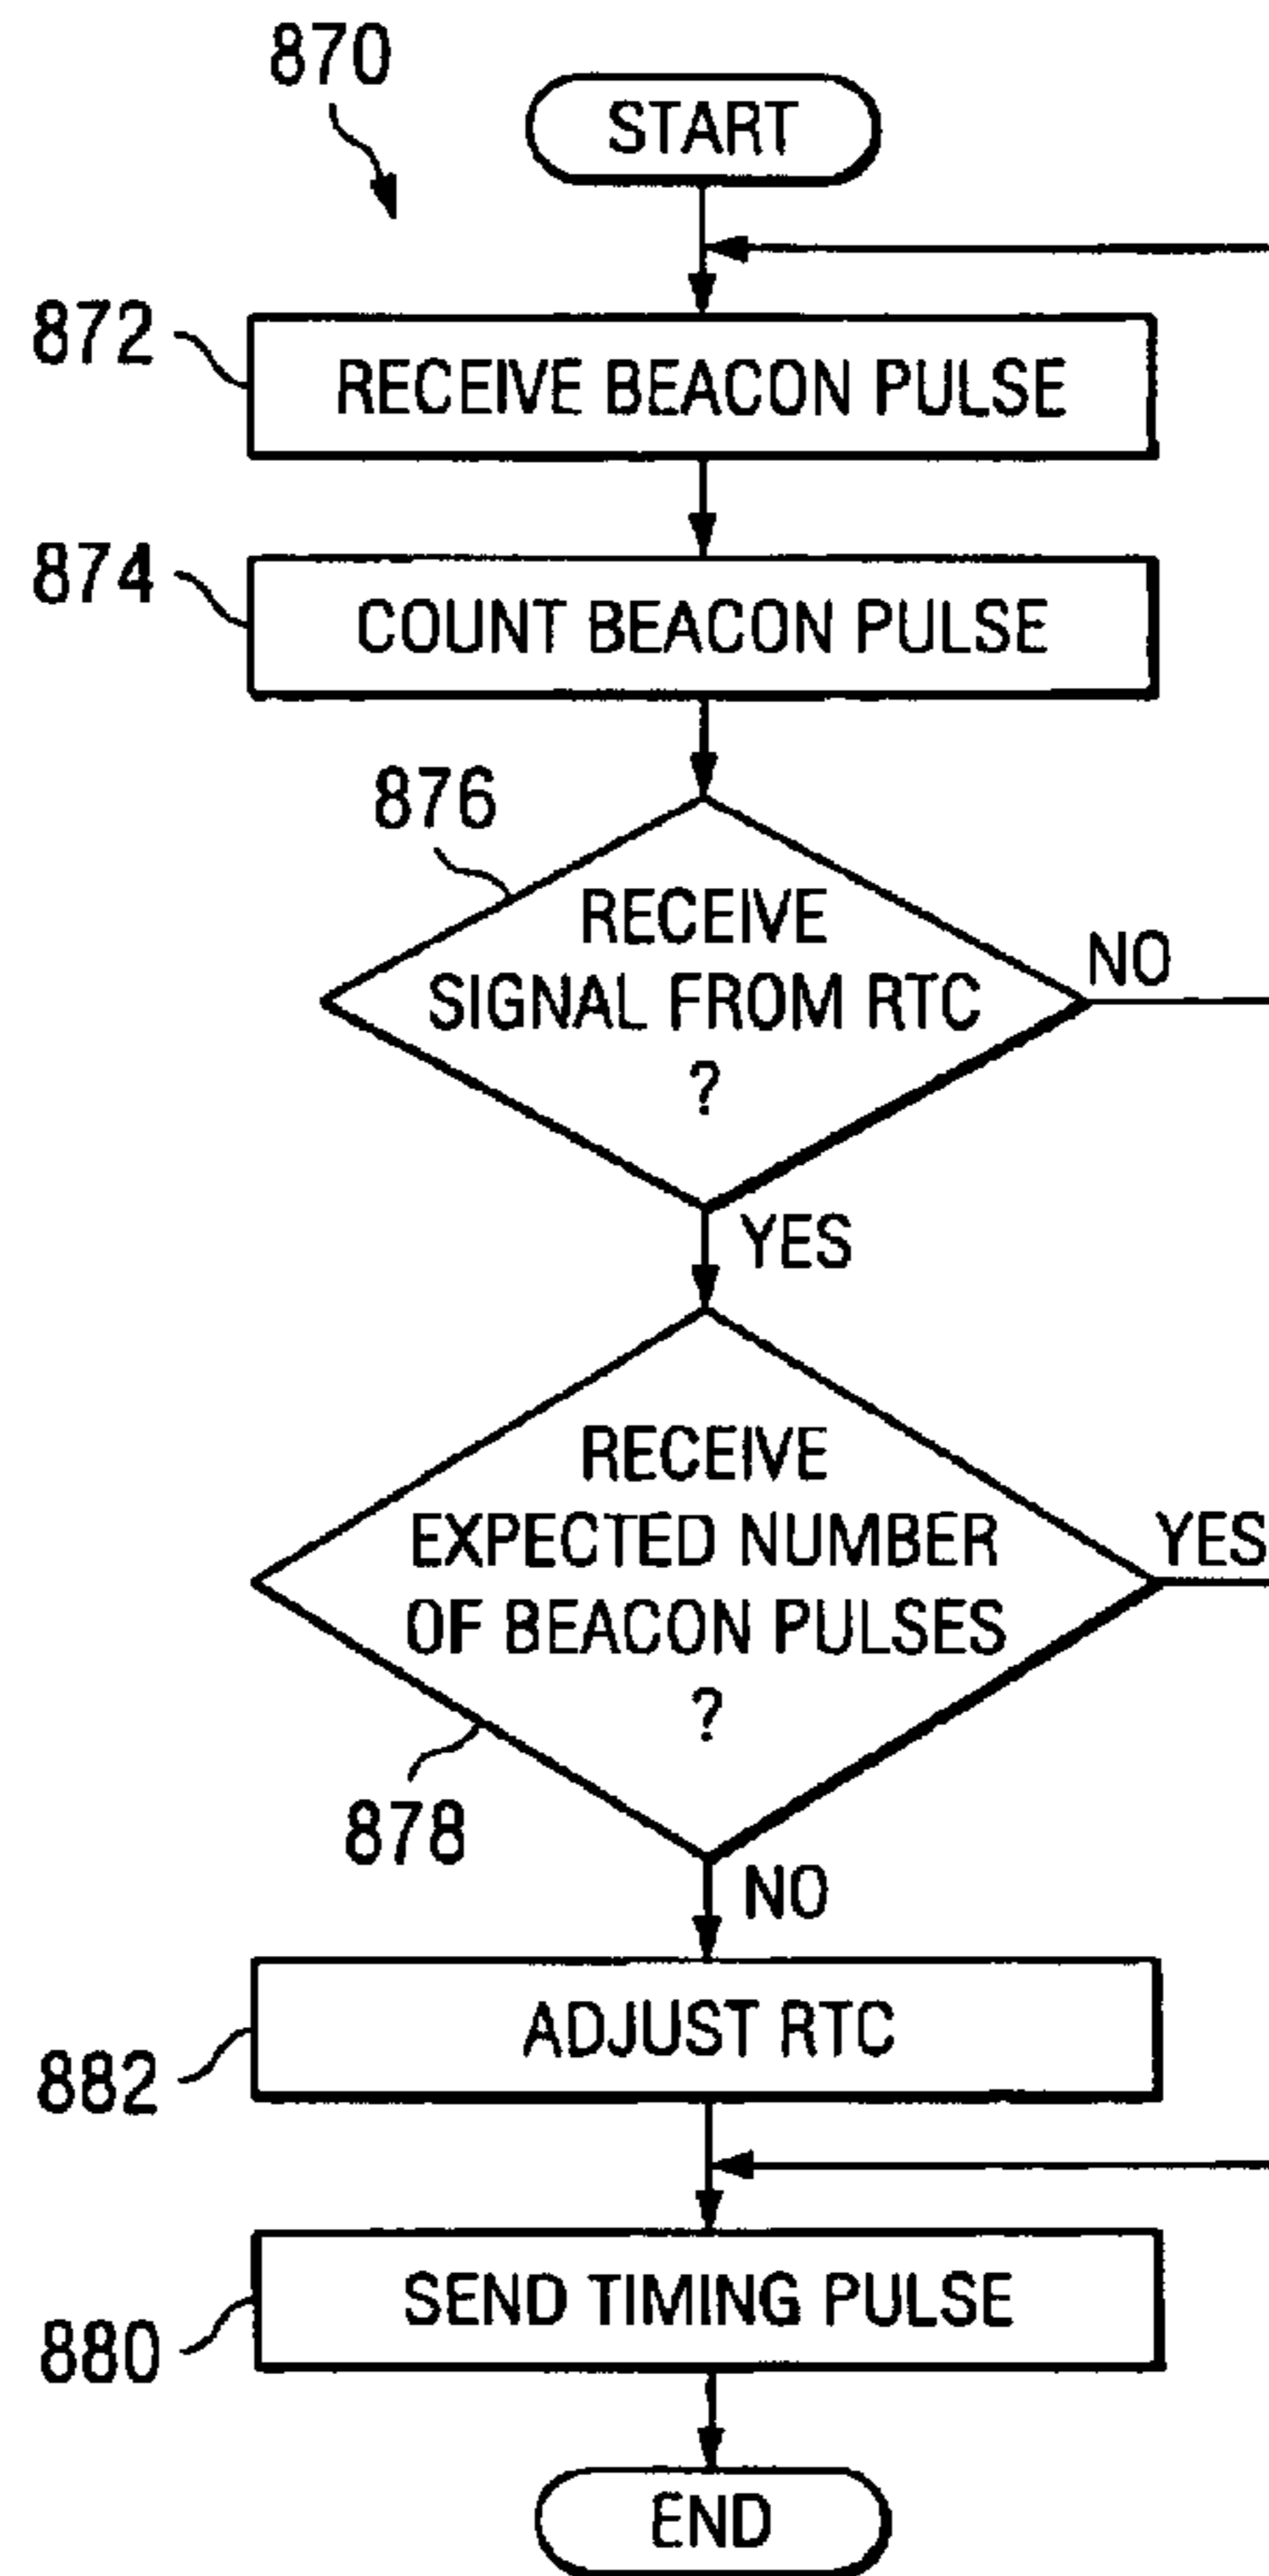 870
START
872
RECEIVE BEACON PULSE
874
COUNT BEACON PULSE
876
RECEIVE
SIGNAL FROM RTC
?
NO
YES
RECEIVE
EXPECTED NUMBER
OF BEACON PULSES
?
YES
878
NO
ADJUST RTC
882
SEND TIMING PULSE
880
END